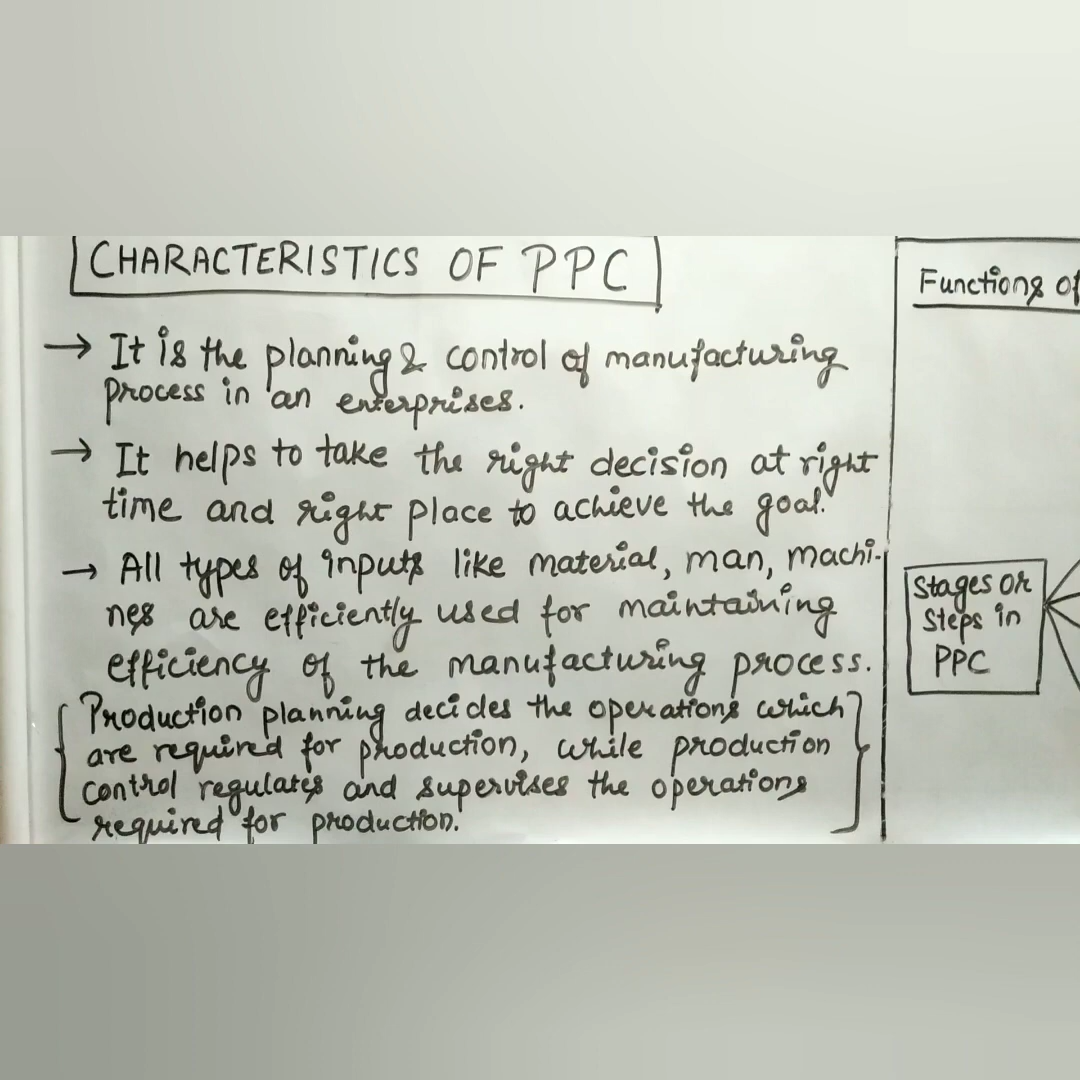 CHARACTERISTICS OF PPC
→ It is the planning & control of manufacturing
process in an enterprises.
→ It helps to take the right decision at right
time and right place to achieve the goal.
→ All types of inputs like material, man, machi-
nes are efficiently used for maintaining
efficiency of the manufacturing process.
{Production planning decides the operations which
are required for production, while production
control regulates and supervises the operations
required for production.}
Functions of
Stages or
Steps in
PPC